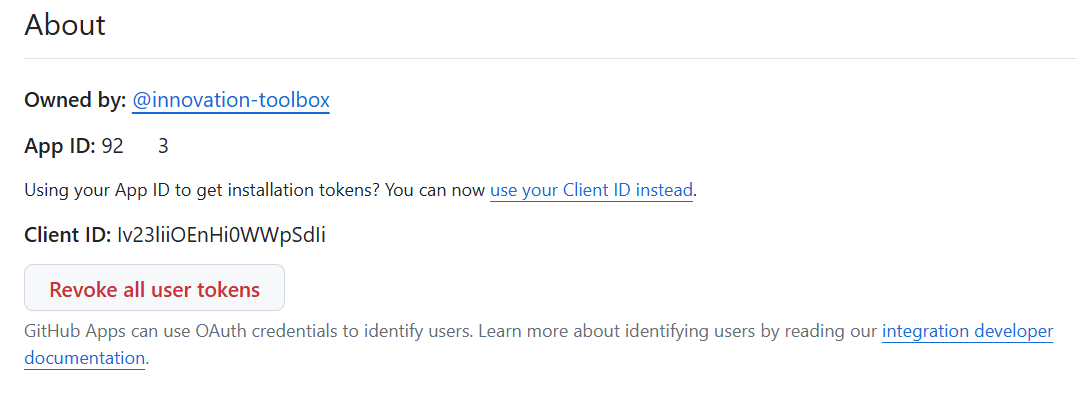 About
Owned by: @innovation-toolbox
App ID: 92 3
Using your App ID to get installation tokens? You can now use your Client ID instead.
Client ID: Iv23liiOEnHi0WWpSdIi
Revoke all user tokens
GitHub Apps can use OAuth credentials to identify users. Learn more about identifying users by reading our integration developer
documentation.